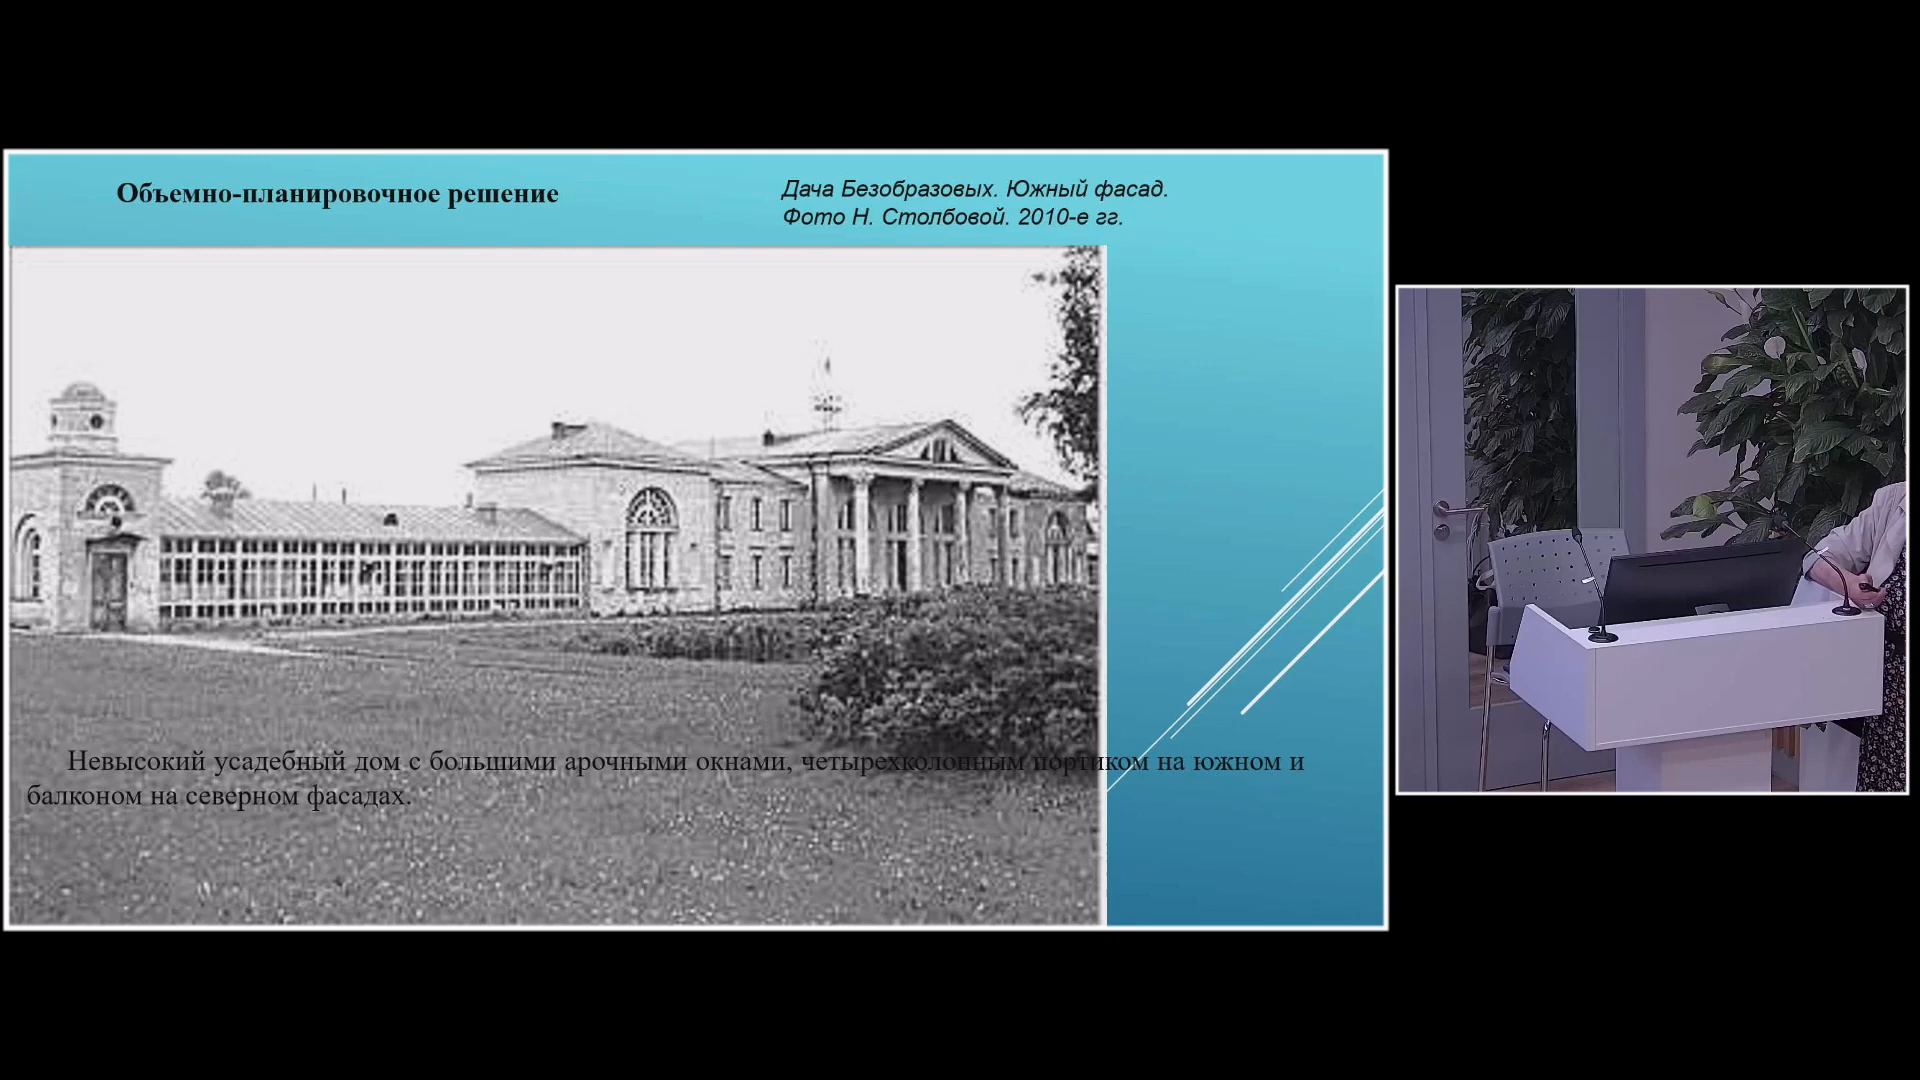 Объемно-планировочное решение
Дача Безобразовых. Южный фасад.
Фото Н. Столбовой. 2010-е гг.
Невысокий усадебный дом с большими арочными окнами, четырехколонным портиком на южном и
балконом на северном фасадах.